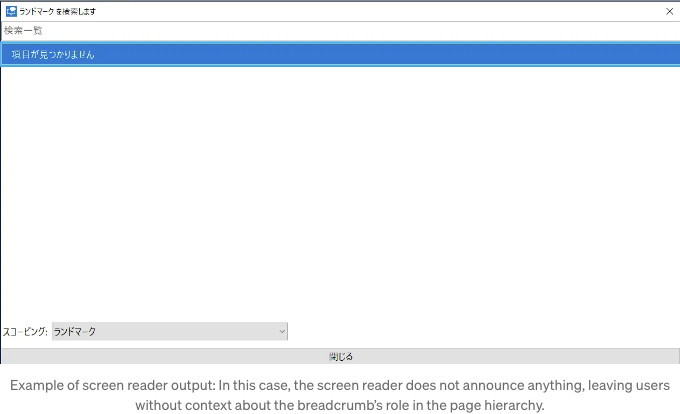 ランドマーク を検索します
検索一覧
項目が見つかりません
スコーピング: ランドマーク
閉じる
Example of screen reader output: In this case, the screen reader does not announce anything, leaving users
without context about the breadcrumb’s role in the page hierarchy.